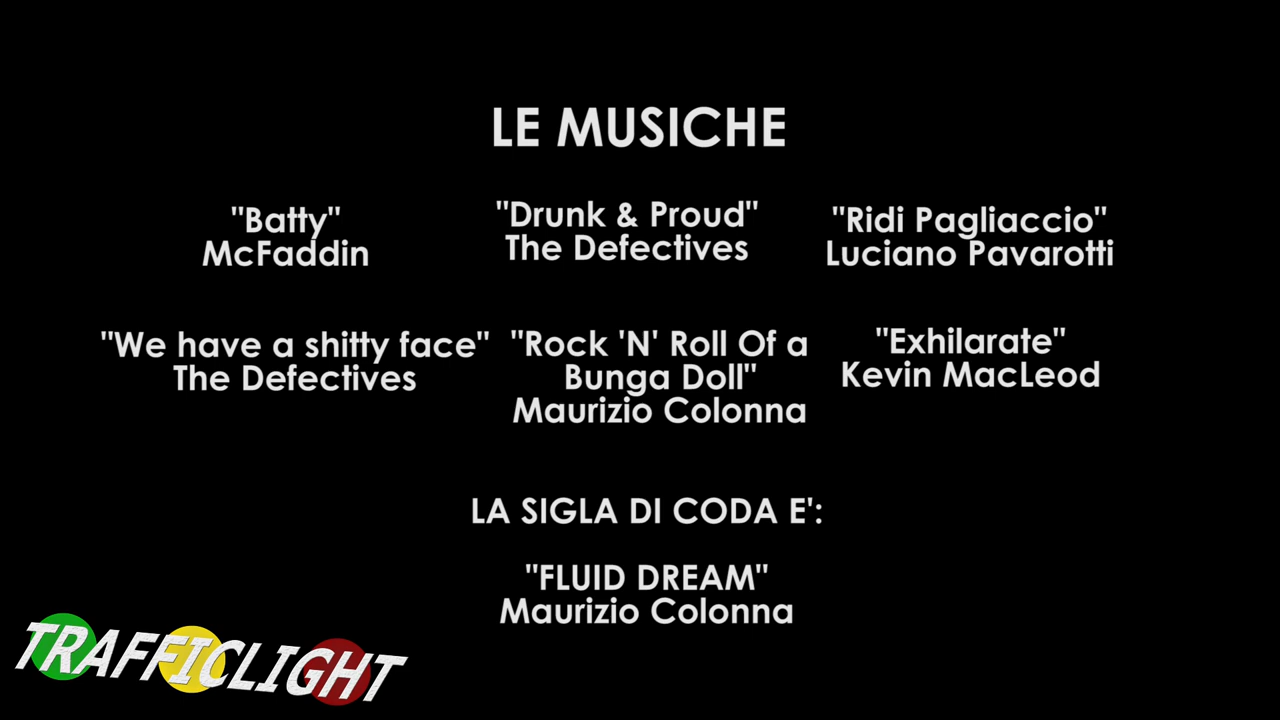 LE MUSICHE
"Batty"
McFaddin
"Drunk & Proud"
The Defectives
"Ridi Pagliaccio"
Luciano Pavarotti
"We have a shitty face"
The Defectives
"Rock 'N' Roll Of a
Bunga Doll"
Maurizio Colonna
"Exhilarate"
Kevin MacLeod
LA SIGLA DI CODA E':
"FLUID DREAM"
Maurizio Colonna
TRAFFICLIGHT